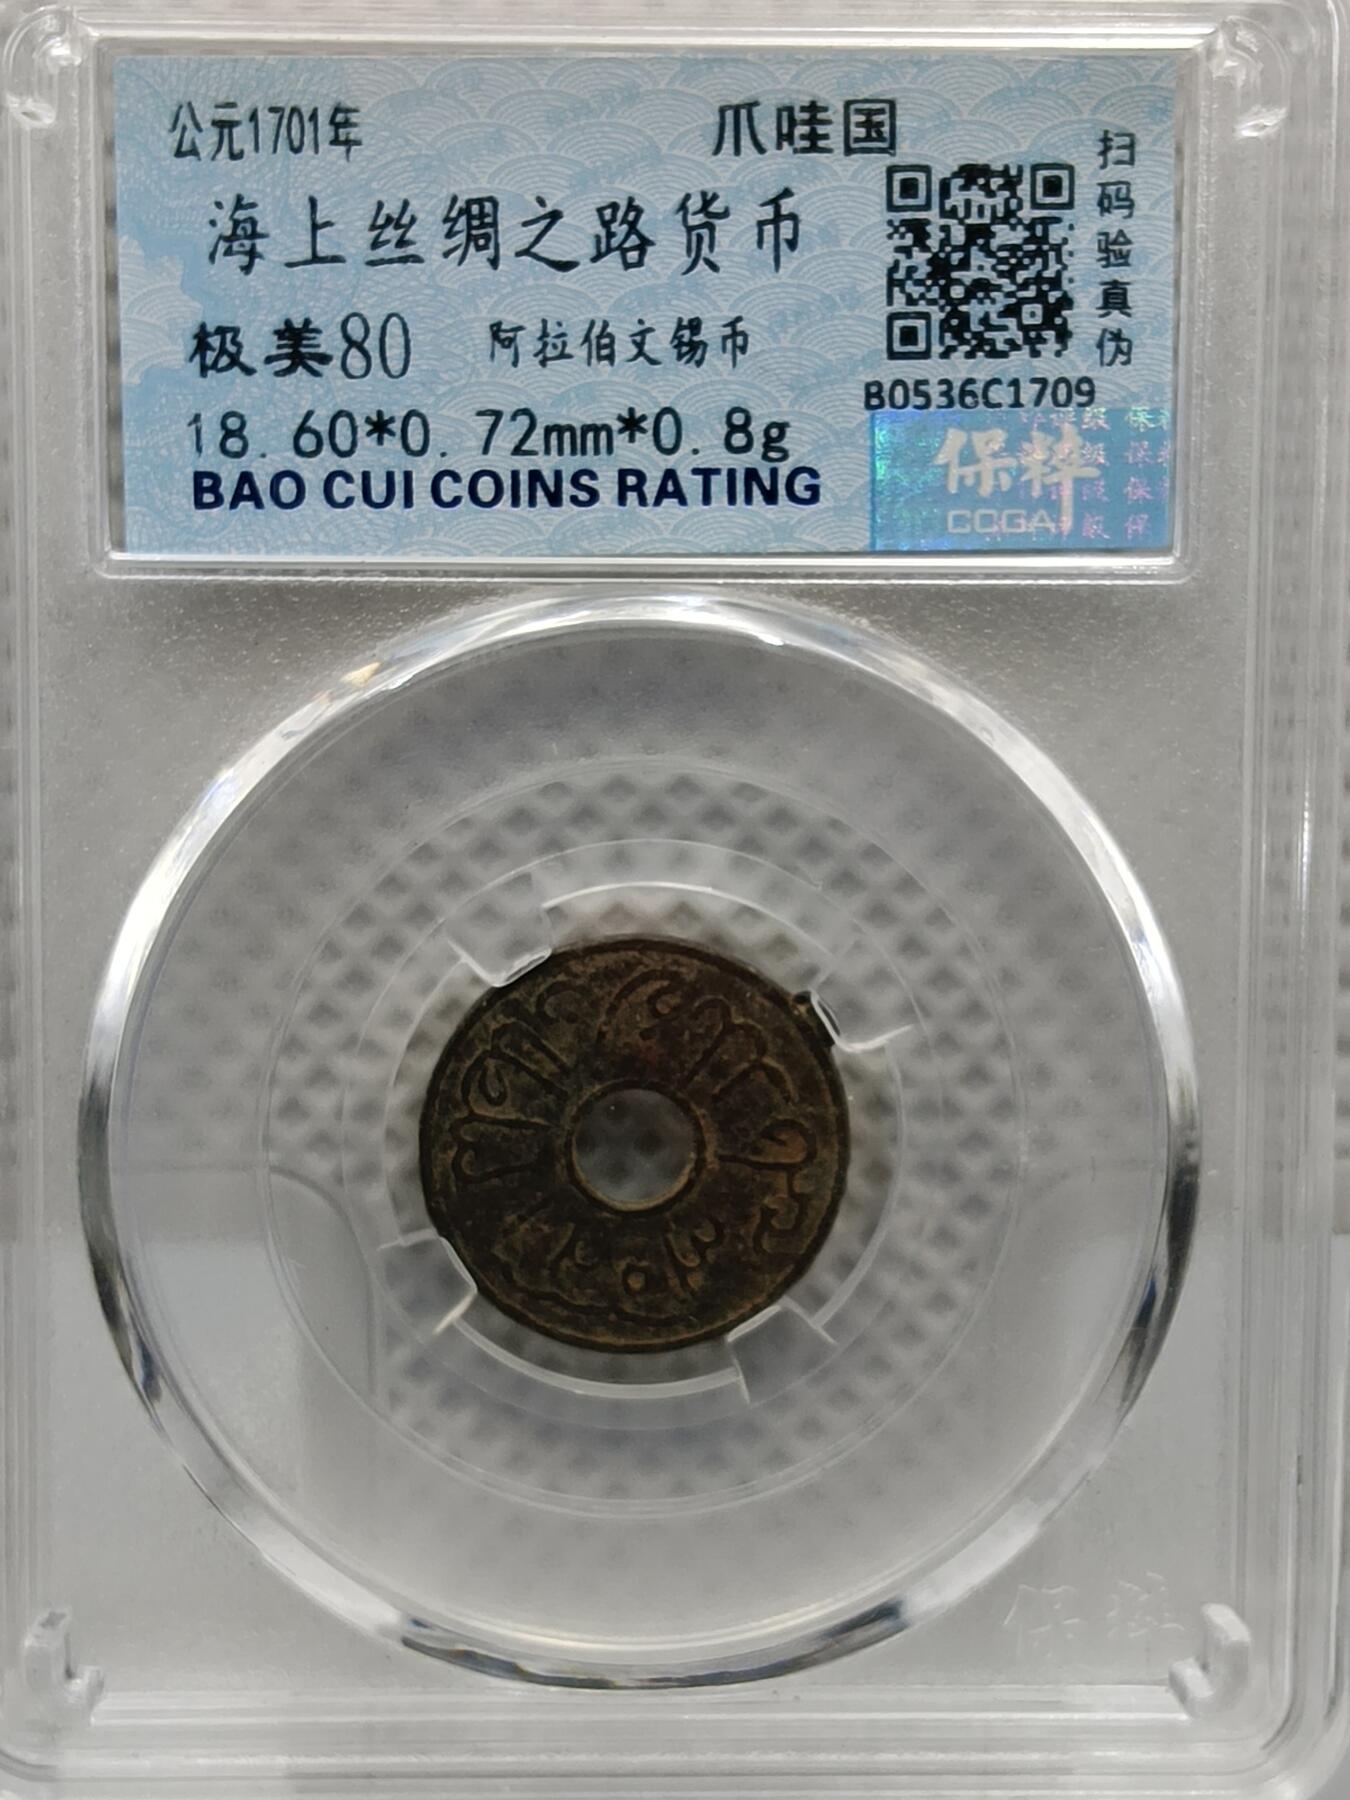 公元1701年
爪哇国
海上丝绸之路货币
扫码验真伪
极美80 阿拉伯文锡币
B0536C1709
18.60*0.72mm*0.8g
BAO CUI COINS RATING
保粹
CCGA
保粹